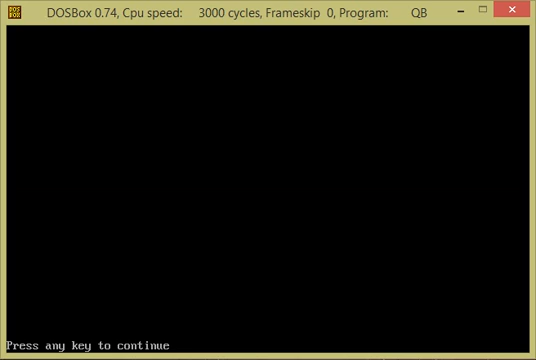 DOSBox 0.74, Cpu speed: 3000 cycles, Frameskip 0, Program: QB
Press any key to continue